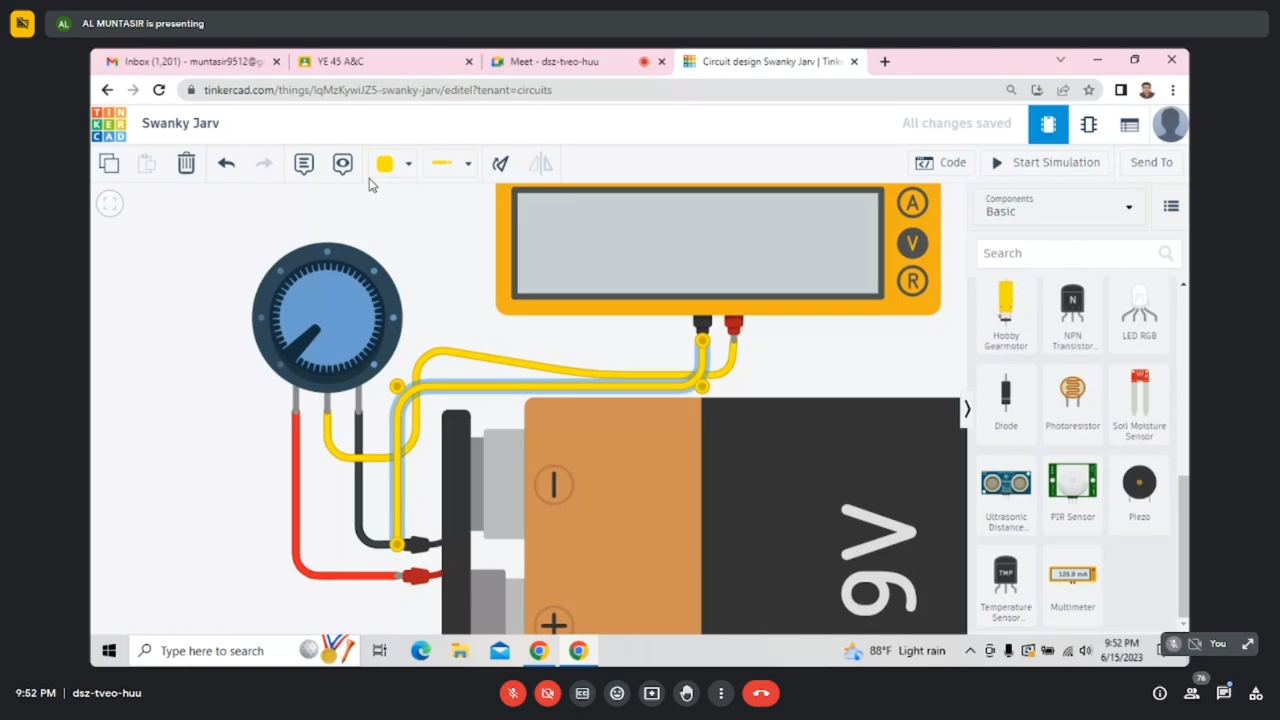 AL
AL MUNTASIR is presenting
Inbox (1,201) - muntasir9512@g
YE 45 A&C
Meet - dsz-tveo-huu
Circuit design Swanky Jarv | Tinke
tinkercad.com/things/lqMzKywiJZ5-swanky-jarv/editel?tenant=circuits
TIN
KER
CAD
Swanky Jarv
All changes saved
Code
Start Simulation
Send To
Components
Basic
Search
A
V
R
Hobby
Gearmotor
N
NPN
Transistor...
LED RGB
Diode
Photoresistor
Soil Moisture
Sensor
Ultrasonic
Distance...
PIR Sensor
Piezo
TMP
Temperature
Sensor...
Multimeter
9V
Type here to search
88°F Light rain
9:52 PM
6/15/2023
You
9:52 PM | dsz-tveo-huu
76